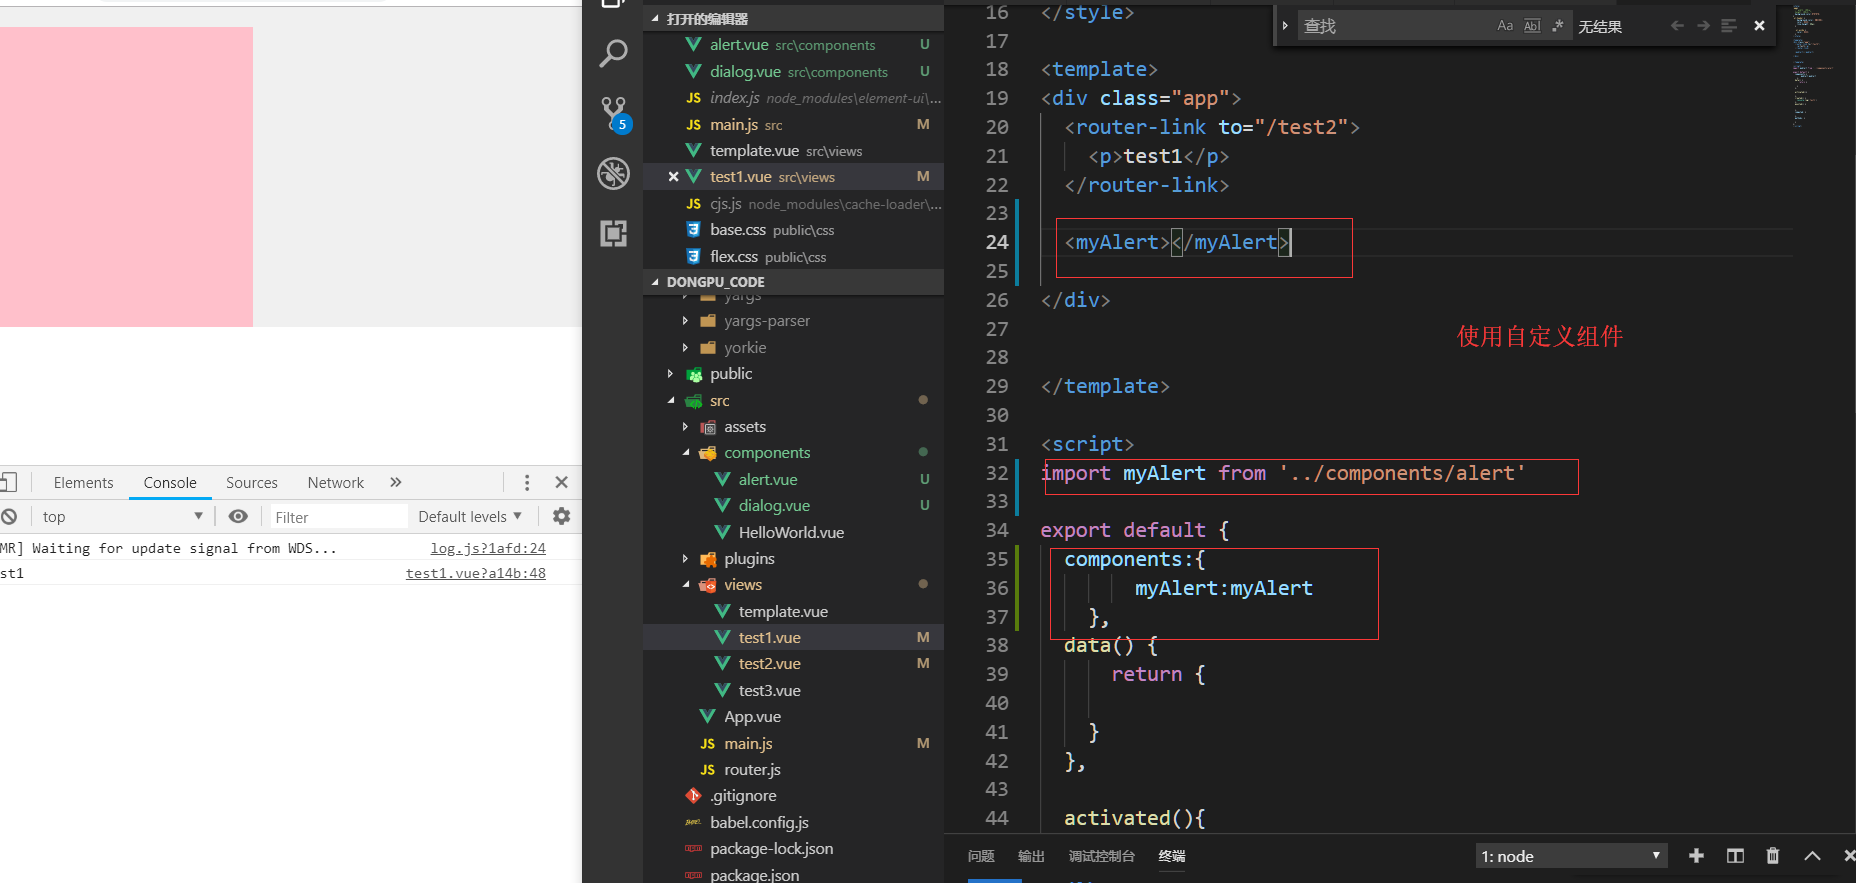 Elements Console Sources Network »
top Filter Default levels
MR] Waiting for update signal from WDS... log.js?1afd:24
st1 test1.vue?a14b:48
5
打开的编辑器
alert.vue src\components U
dialog.vue src\components U
JS index.js node_modules\element-ui\...
JS main.js src M
template.vue src\views
test1.vue src\views M
JS cjs.js node_modules\cache-loader\...
base.css public\css
flex.css public\css
DONGPU_CODE
yargs
yargs-parser
yorkie
public
src
assets
components
alert.vue U
dialog.vue U
HelloWorld.vue
plugins
views
template.vue
test1.vue M
test2.vue M
test3.vue
App.vue
JS main.js M
JS router.js
.gitignore
babel.config.js
package-lock.json
package.json
查找 Aa Abl .* 无结果
16 </style>
17
18 <template>
19 <div class="app">
20 <router-link to="/test2">
21 <p>test1</p>
22 </router-link>
23
24 <myAlert></myAlert>
25
26 </div>
27
使用自定义组件
28
29 </template>
30
31 <script>
32 import myAlert from '../components/alert'
33
34 export default {
35 components:{
36 myAlert:myAlert
37 },
38 data() {
39 return {
40
41 }
42 },
43
44 activated(){
问题 输出 调试控制台 终端 1: node